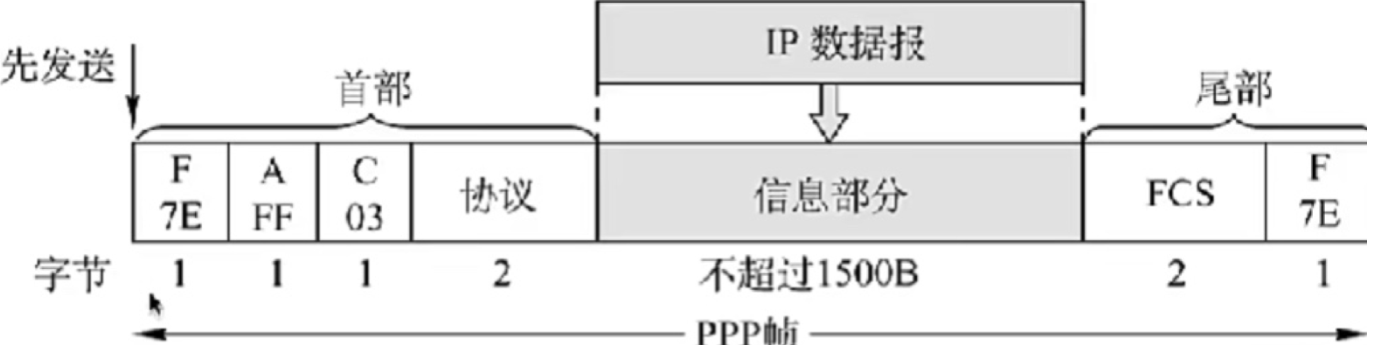 IP 数据报
先发送
首部
尾部
F A C 协议 信息部分 FCS F
7E FF 03 7E
字节 1 1 1 2 不超过1500B 2 1
PPP帧